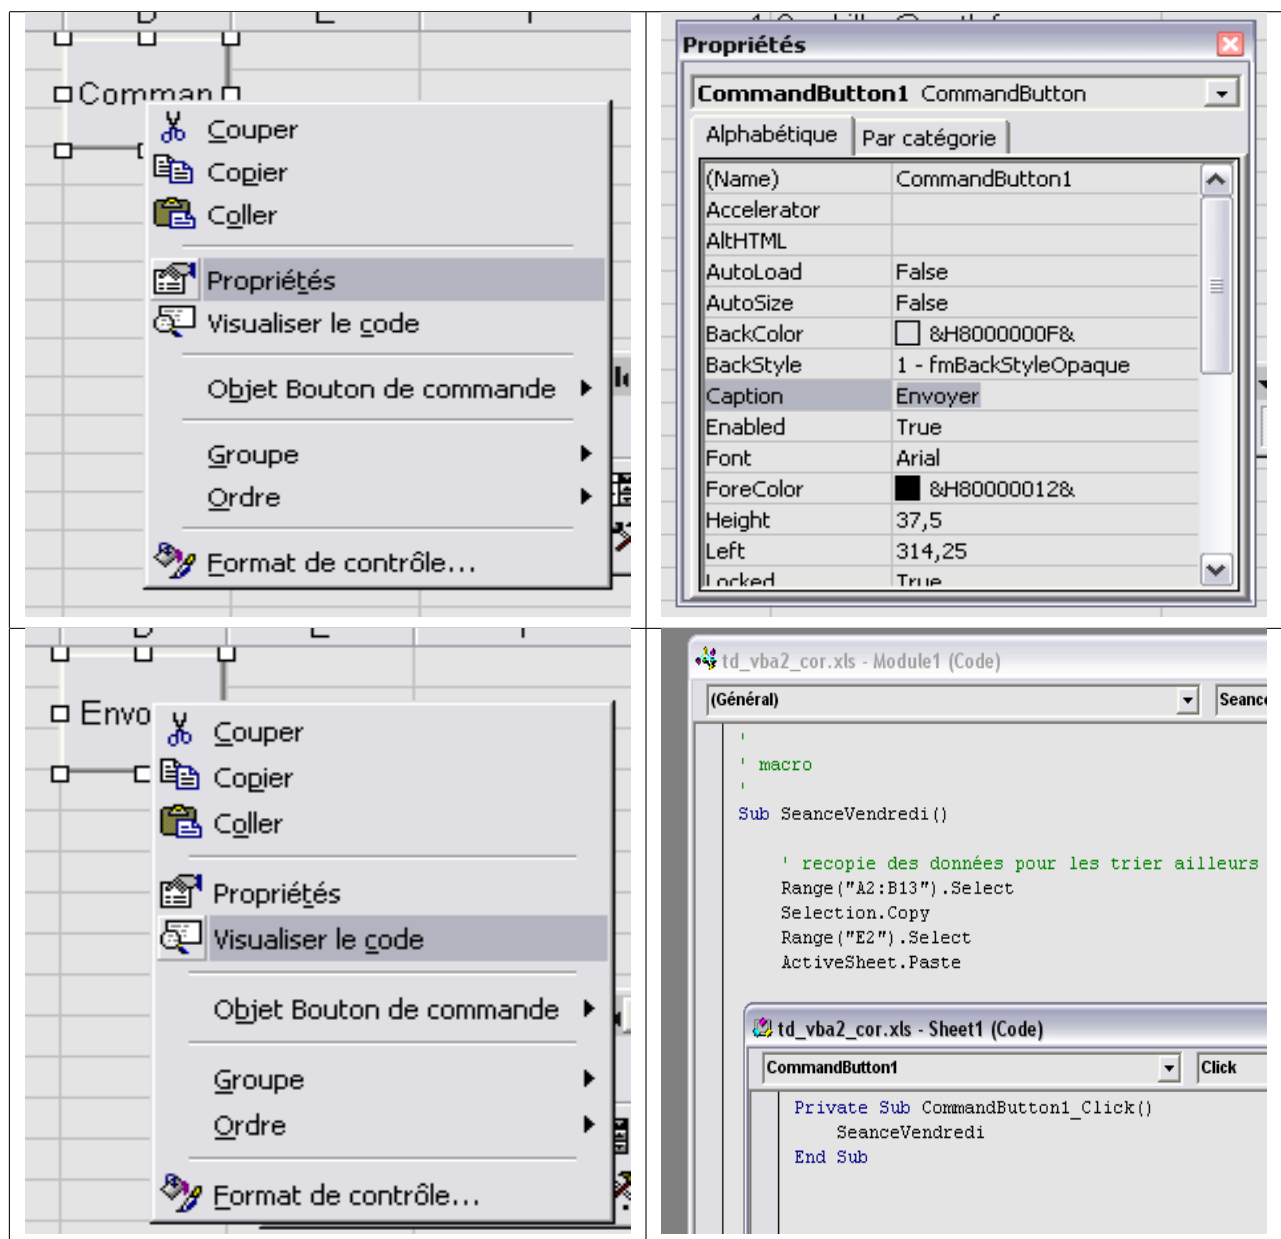 Comman
Couper
Copier
Coller
Propriétés
Visualiser le code
Objet Bouton de commande
Groupe
Ordre
Format de contrôle...
Propriétés
CommandButton1 CommandButton
Alphabétique Par catégorie
(Name) CommandButton1
Accelerator
AltHTML
AutoLoad False
AutoSize False
BackColor &H8000000F&
BackStyle 1 - fmBackStyleOpaque
Caption Envoyer
Enabled True
Font Arial
ForeColor &H80000012&
Height 37,5
Left 314,25
Locked True
Envo
Couper
Copier
Coller
Propriétés
Visualiser le code
Objet Bouton de commande
Groupe
Ordre
Format de contrôle...
td_vba2_cor.xls - Module1 (Code)
(Général) Seance
'
' macro
'
Sub SeanceVendredi()
' recopie des données pour les trier ailleurs
Range("A2:B13").Select
Selection.Copy
Range("E2").Select
ActiveSheet.Paste
td_vba2_cor.xls - Sheet1 (Code)
CommandButton1 Click
Private Sub CommandButton1_Click()
SeanceVendredi
End Sub